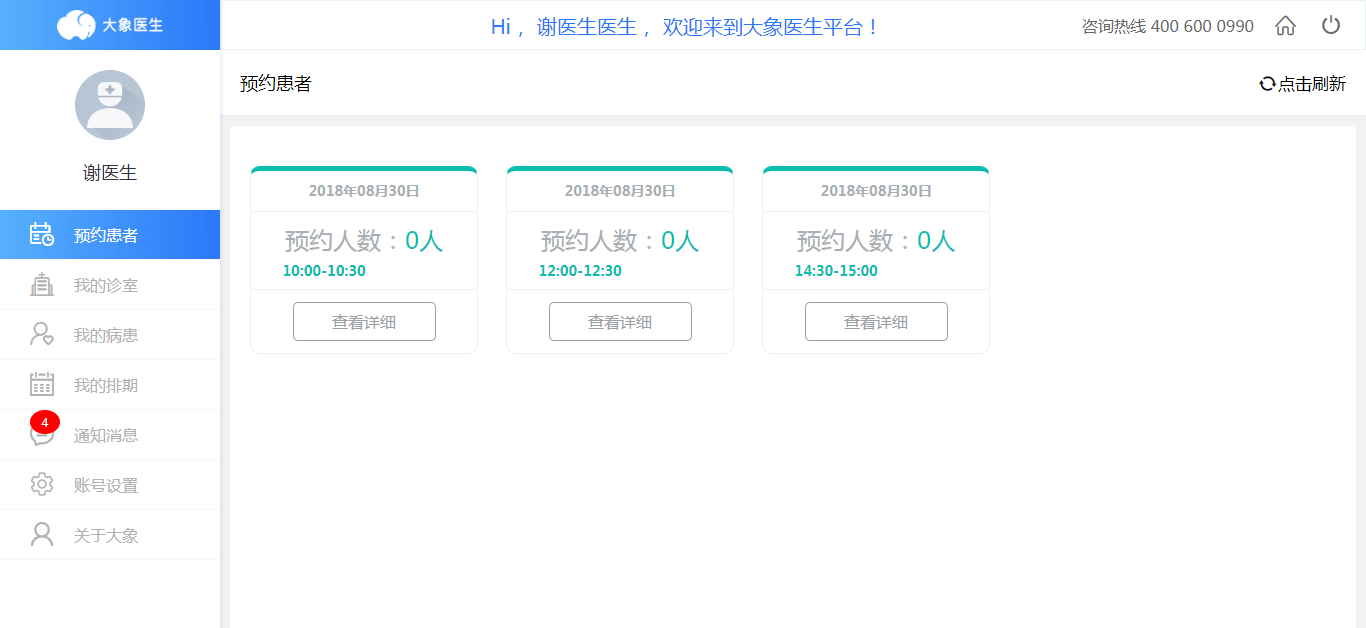 大象医生
Hi ， 谢医生医生 ， 欢迎来到大象医生平台！
咨询热线 400 600 0990
谢医生
预约患者
我的诊室
我的病患
我的排期
4
通知消息
账号设置
关于大象
预约患者
点击刷新
2018年08月30日
预约人数：0人
10:00-10:30
查看详细
2018年08月30日
预约人数：0人
12:00-12:30
查看详细
2018年08月30日
预约人数：0人
14:30-15:00
查看详细